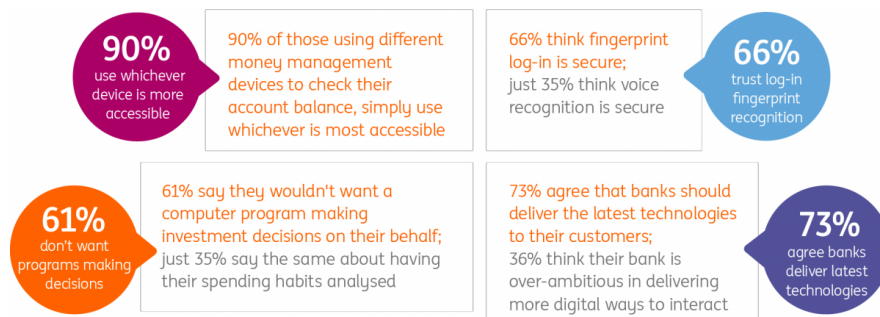 90%
use whichever
device is more
accessible
90% of those using different
money management
devices to check their
account balance, simply use
whichever is most accessible
66% think fingerprint
log-in is secure;
just 35% think voice
recognition is secure
66%
trust log-in
fingerprint
recognition
61%
don't want
programs making
decisions
61% say they wouldn't want a
computer program making
investment decisions on their behalf;
just 35% say the same about having
their spending habits analysed
73% agree that banks should
deliver the latest technologies
to their customers;
36% think their bank is
over-ambitious in delivering
more digital ways to interact
73%
agree banks
deliver latest
technologies